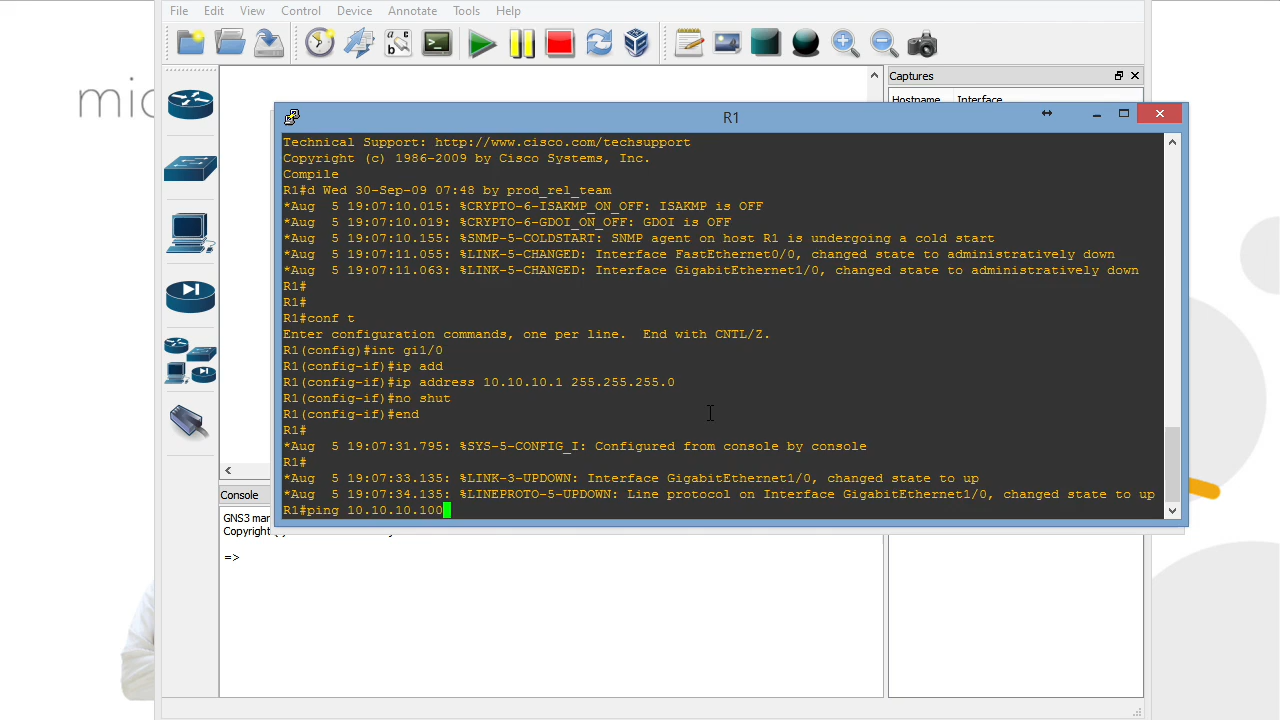 File Edit View Control Device Annotate Tools Help
Captures
Hostname Interface
mic
R1
Technical Support: http://www.cisco.com/techsupport
Copyright (c) 1986-2009 by Cisco Systems, Inc.
Compile
R1#d Wed 30-Sep-09 07:48 by prod_rel_team
*Aug  5 19:07:10.015: %CRYPTO-6-ISAKMP_ON_OFF: ISAKMP is OFF
*Aug  5 19:07:10.019: %CRYPTO-6-GDOI_ON_OFF: GDOI is OFF
*Aug  5 19:07:10.155: %SNMP-5-COLDSTART: SNMP agent on host R1 is undergoing a cold start
*Aug  5 19:07:11.055: %LINK-5-CHANGED: Interface FastEthernet0/0, changed state to administratively down
*Aug  5 19:07:11.063: %LINK-5-CHANGED: Interface GigabitEthernet1/0, changed state to administratively down
R1#
R1#
R1#conf t
Enter configuration commands, one per line.  End with CNTL/Z.
R1(config)#int gi1/0
R1(config-if)#ip add
R1(config-if)#ip address 10.10.10.1 255.255.255.0
R1(config-if)#no shut
R1(config-if)#end
R1#
*Aug  5 19:07:31.795: %SYS-5-CONFIG_I: Configured from console by console
R1#
*Aug  5 19:07:33.135: %LINK-3-UPDOWN: Interface GigabitEthernet1/0, changed state to up
*Aug  5 19:07:34.135: %LINEPROTO-5-UPDOWN: Line protocol on Interface GigabitEthernet1/0, changed state to up
R1#ping 10.10.10.100
Console
GNS3 mar
Copyright (
=>